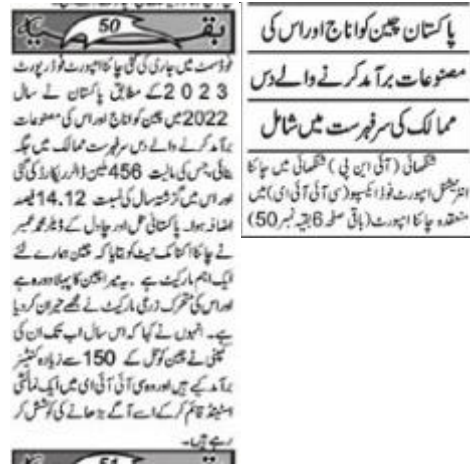 پاکستان چین کو اناج اور اس کی
مصنوعات برآمد کرنے والے دس
ممالک کی سرفہرست میں شامل
شنگھائی (آئی این پی) شنگھائی میں چائنا
انٹرنیشنل امپورٹ فوڈ ایکسپو (سی آئی آئی ای) میں
منعقدہ چائنا امپورٹ (باقی صفحہ 6 بقیہ نمبر 50)
بقیہ 50
فوڈ سمٹ میں جاری کی گئی چائنا امپورٹ فوڈ رپورٹ
2023 کے مطابق پاکستان نے سال
2022 میں چین کو اناج اور اس کی مصنوعات
برآمد کرنے والے دس سرفہرست ممالک میں جگہ
بنائی، جس کی مالیت 456 ملین ڈالر ریکارڈ کی گئی
اور اس میں گزشتہ سال کی نسبت 14.12 فیصد
اضافہ ہوا۔ پاکستانی تل اور چاول کے ڈیلر محمد عمیر
نے چائنا اکنامک نیٹ کو بتایا کہ چین ہمارے لئے
ایک اہم مارکیٹ ہے ۔ یہ میرا چین کا پہلا دورہ ہے
اور اس کی متحرک زرعی مارکیٹ نے مجھے حیران کر دیا
ہے۔ انہوں نے کہا کہ اس سال اب تک ان کی
کمپنی نے چین کو تل کے 150 سے زیادہ کنٹینر
برآمد کیے ہیں اور وہ سی آئی آئی ای میں ایک نمائشی
اسٹینڈ قائم کرکے اسے آگے بڑھانے کی کوشش کر
رہے ہیں۔
51